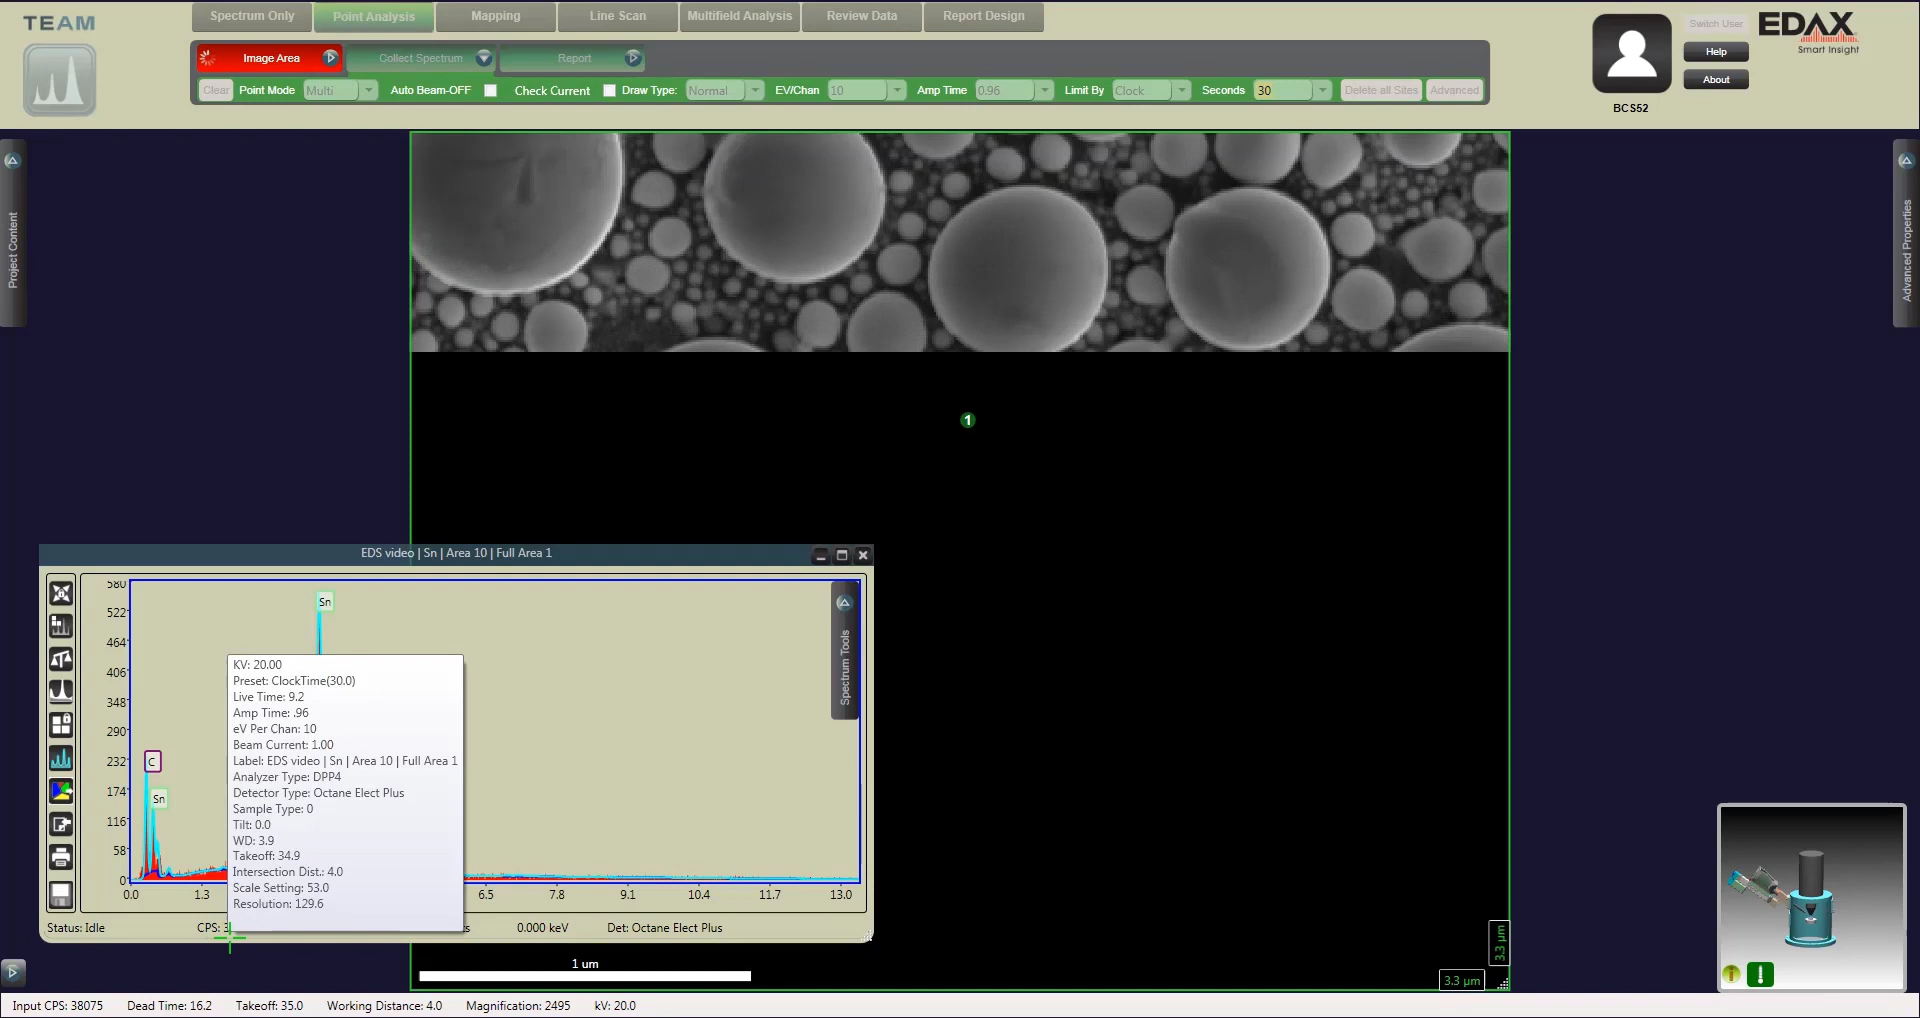 TEAM
Spectrum Only Point Analysis Mapping Line Scan Multifield Analysis Review Data Report Design
Image Area Collect Spectrum Report
Clear Point Mode Multi Auto Beam-OFF Check Current Draw Type: Normal EV/Chan 10 Amp Time 0.96 Limit By Clock Seconds 30 Delete all Sites Advanced
BCS52
Switch User
Help
About
EDAX
Smart Insight
Project Content
Advanced Properties
1
EDS video | Sn | Area 10 | Full Area 1
580
522
464
406
348
290
232
174
116
58
0
Sn
C
Sn
KV: 20.00
Preset: ClockTime(30.0)
Live Time: 9.2
Amp Time: .96
eV Per Chan: 10
Beam Current: 1.00
Label: EDS video | Sn | Area 10 | Full Area 1
Analyzer Type: DPP4
Detector Type: Octane Elect Plus
Sample Type: 0
Tilt: 0.0
WD: 3.9
Takeoff: 34.9
Intersection Dist.: 4.0
Scale Setting: 53.0
Resolution: 129.6
Spectrum Tools
0.0 1.3 6.5 7.8 9.1 10.4 11.7 13.0
Status: Idle CPS: 0.000 keV Det: Octane Elect Plus
1 um
3.3 µm
3.3 µm
Input CPS: 38075 Dead Time: 16.2 Takeoff: 35.0 Working Distance: 4.0 Magnification: 2495 kV: 20.0